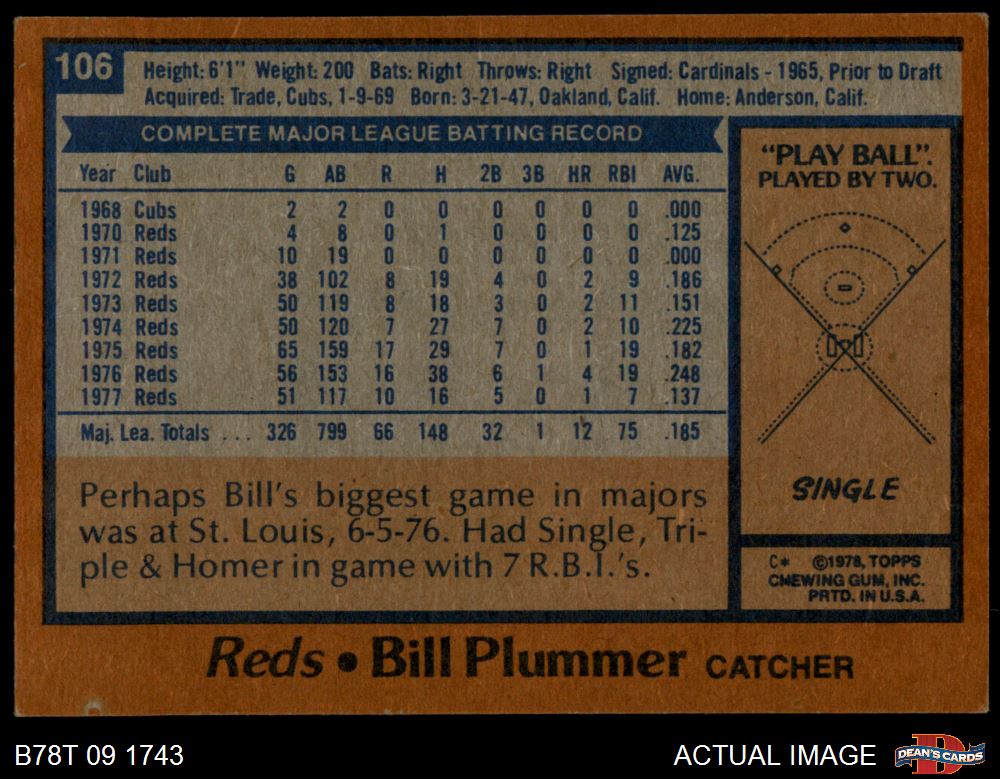 106
Height: 6'1" Weight: 200 Bats: Right Throws: Right Signed: Cardinals - 1965, Prior to Draft
Acquired: Trade, Cubs, 1-9-69 Born: 3-21-47, Oakland, Calif. Home: Anderson, Calif.
COMPLETE MAJOR LEAGUE BATTING RECORD
Year Club G AB R H 2B 3B HR RBI AVG.
1968 Cubs 2 2 0 0 0 0 0 0 .000
1970 Reds 4 8 0 1 0 0 0 0 .125
1971 Reds 10 19 0 0 0 0 0 0 .000
1972 Reds 38 102 8 19 4 0 2 9 .186
1973 Reds 50 119 8 18 3 0 2 11 .151
1974 Reds 50 120 7 27 7 0 2 10 .225
1975 Reds 65 159 17 29 7 0 1 19 .182
1976 Reds 56 153 16 38 6 1 4 19 .248
1977 Reds 51 117 10 16 5 0 1 7 .137
Maj. Lea. Totals ... 326 799 66 148 32 1 12 75 .185
Perhaps Bill's biggest game in majors
was at St. Louis, 6-5-76. Had Single, Tri-
ple & Homer in game with 7 R.B.I.'s.
"PLAY BALL".
PLAYED BY TWO.
SINGLE
C* ©1978, TOPPS
CHEWING GUM, INC.
PRTD. IN U.S.A.
Reds • Bill Plummer CATCHER
B78T 09 1743
ACTUAL IMAGE
D
DEAN'S CARDS